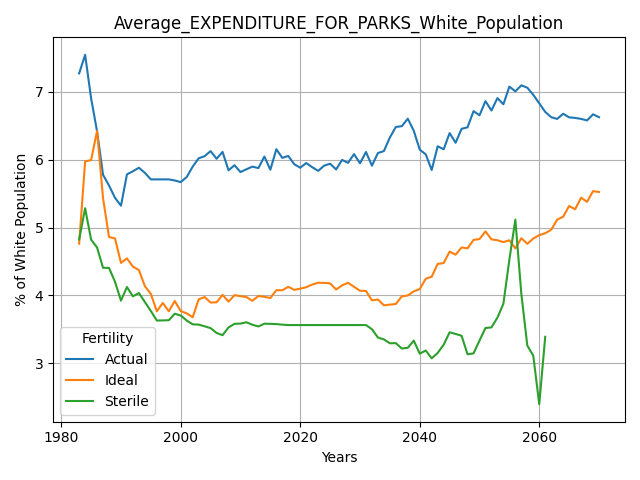 Average_EXPENDITURE_FOR_PARKS_White_Population
% of White Population
7
6
5
4
3
Fertility
Actual
Ideal
Sterile
1980 2000 2020 2040 2060
Years